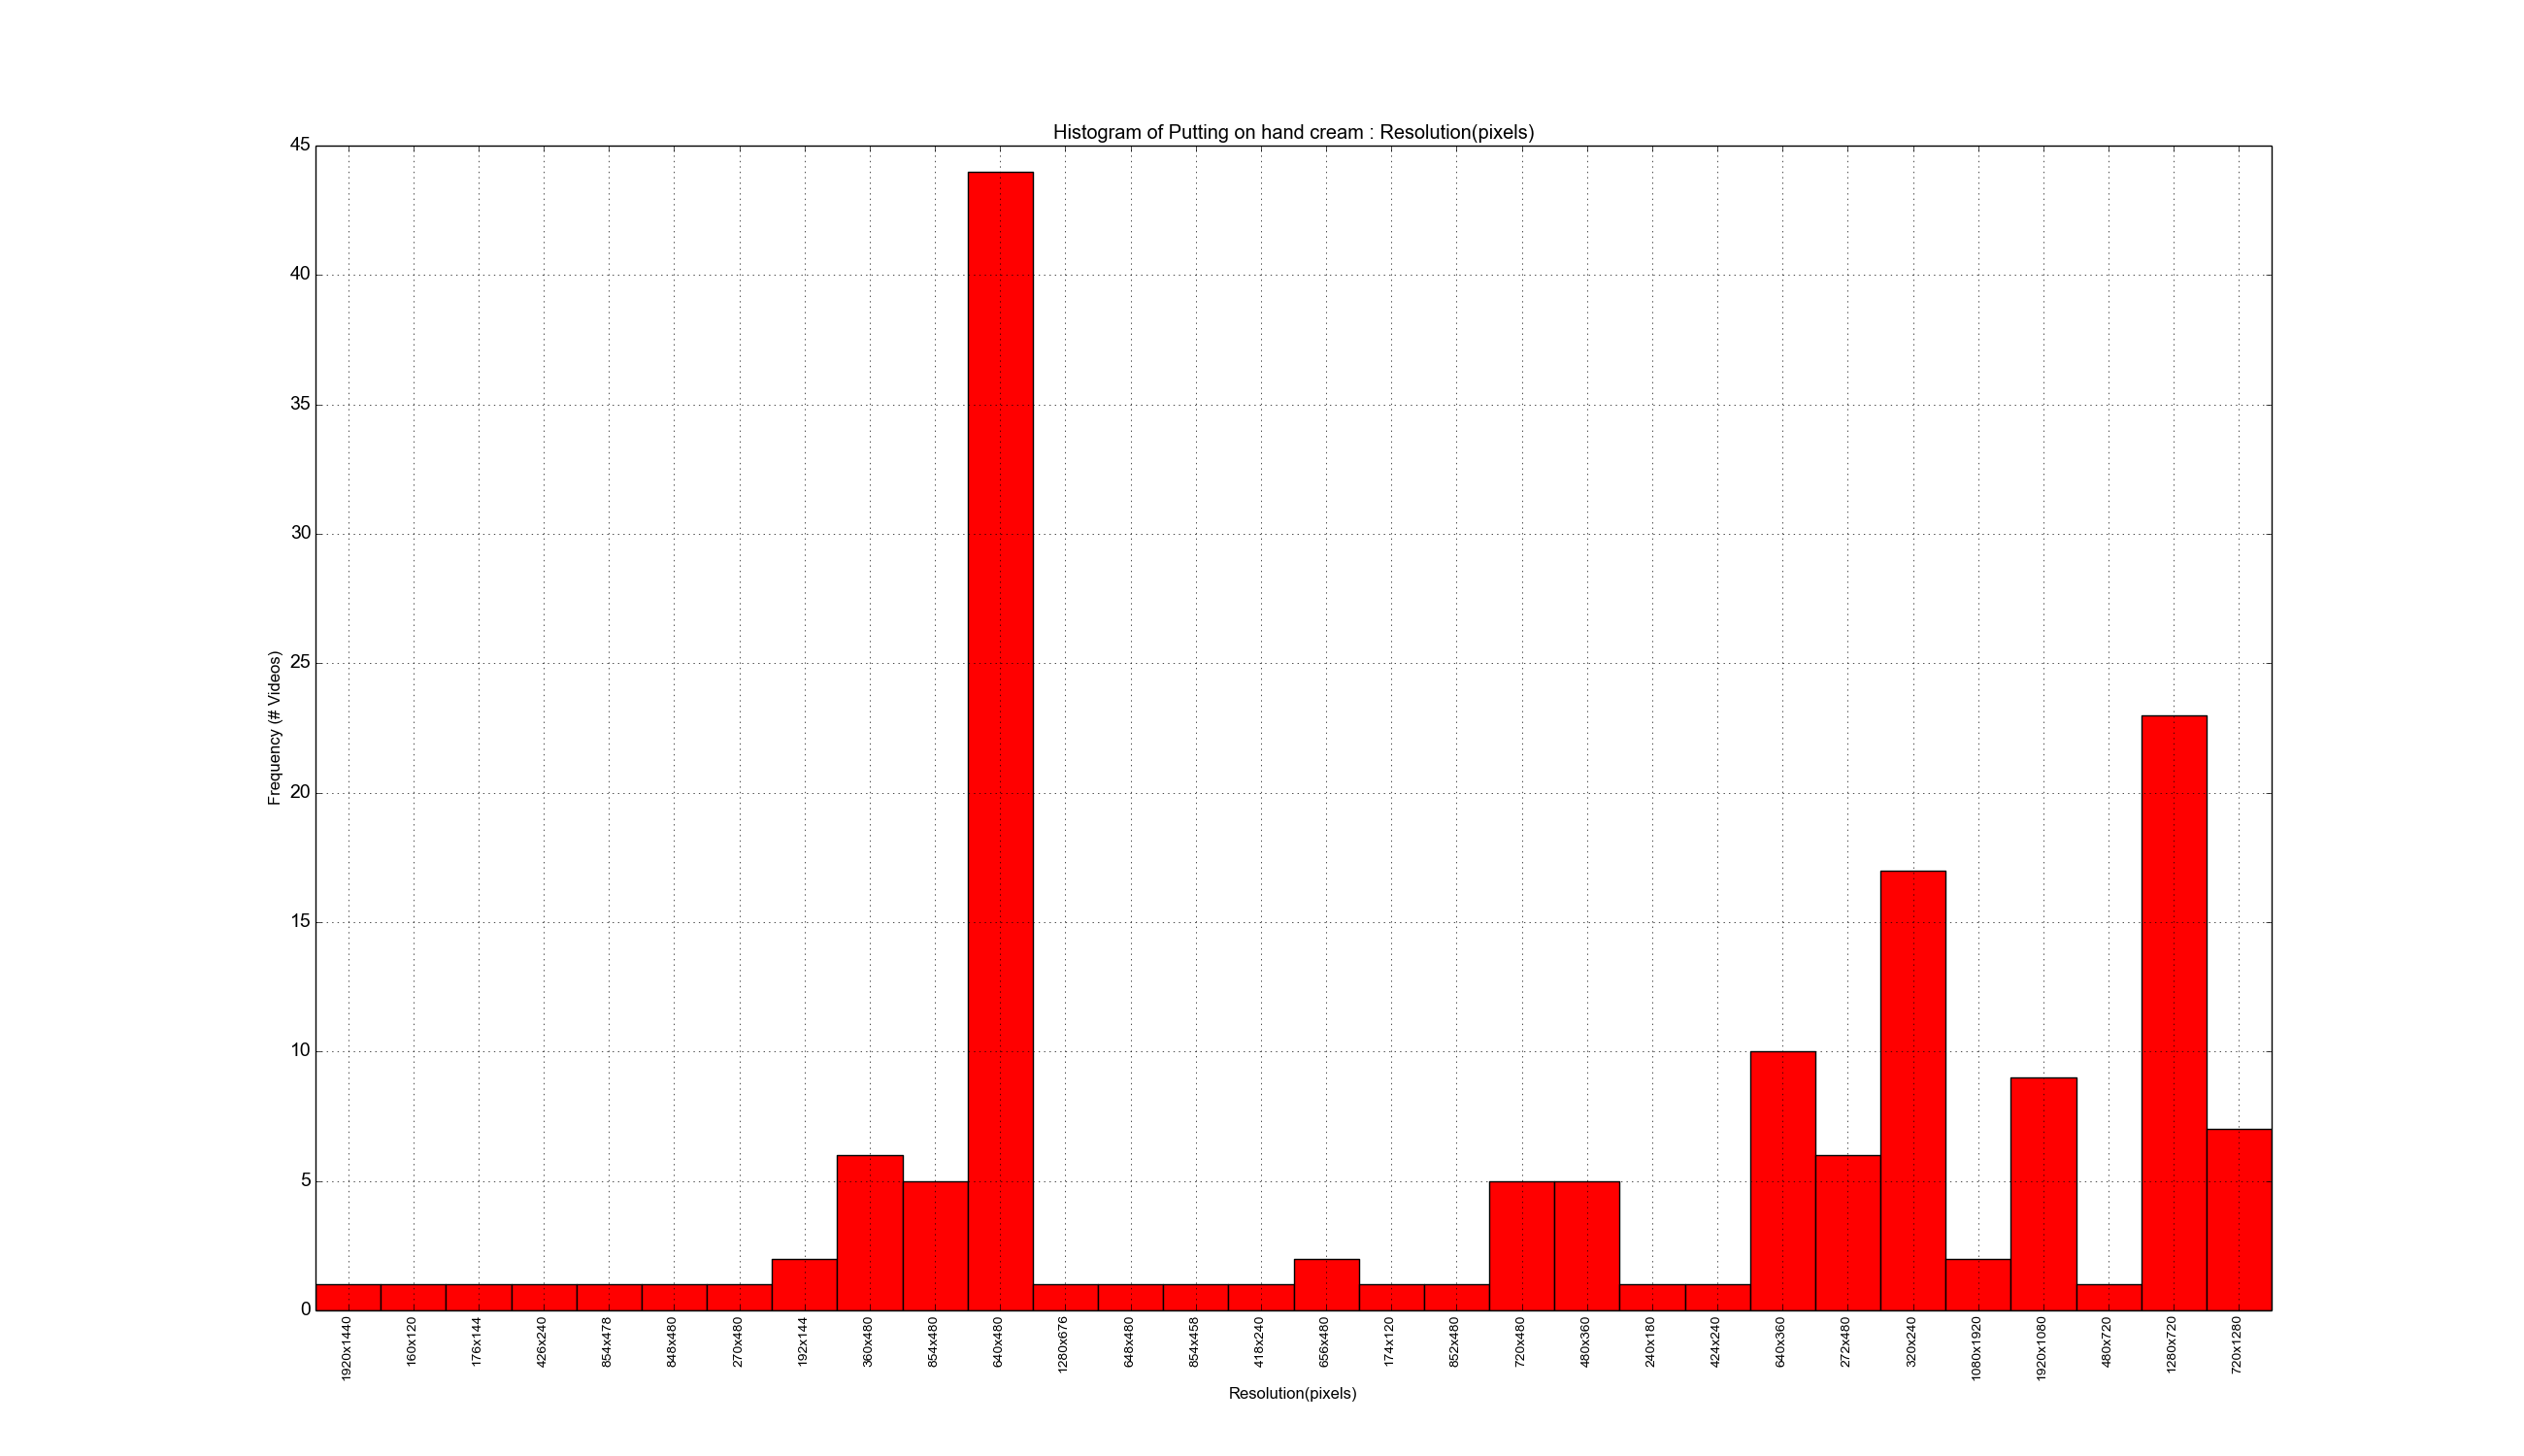 Histogram of Putting on hand cream : Resolution(pixels)
45
40
35
30
25
20
15
10
5
0
Frequency (# Videos)
1920x1440
160x120
176x144
426x240
854x478
848x480
270x480
192x144
360x480
854x480
640x480
1280x676
648x480
854x458
418x240
656x480
174x120
852x480
720x480
480x360
240x180
424x240
640x360
272x480
320x240
1080x1920
1920x1080
480x720
1280x720
720x1280
Resolution(pixels)